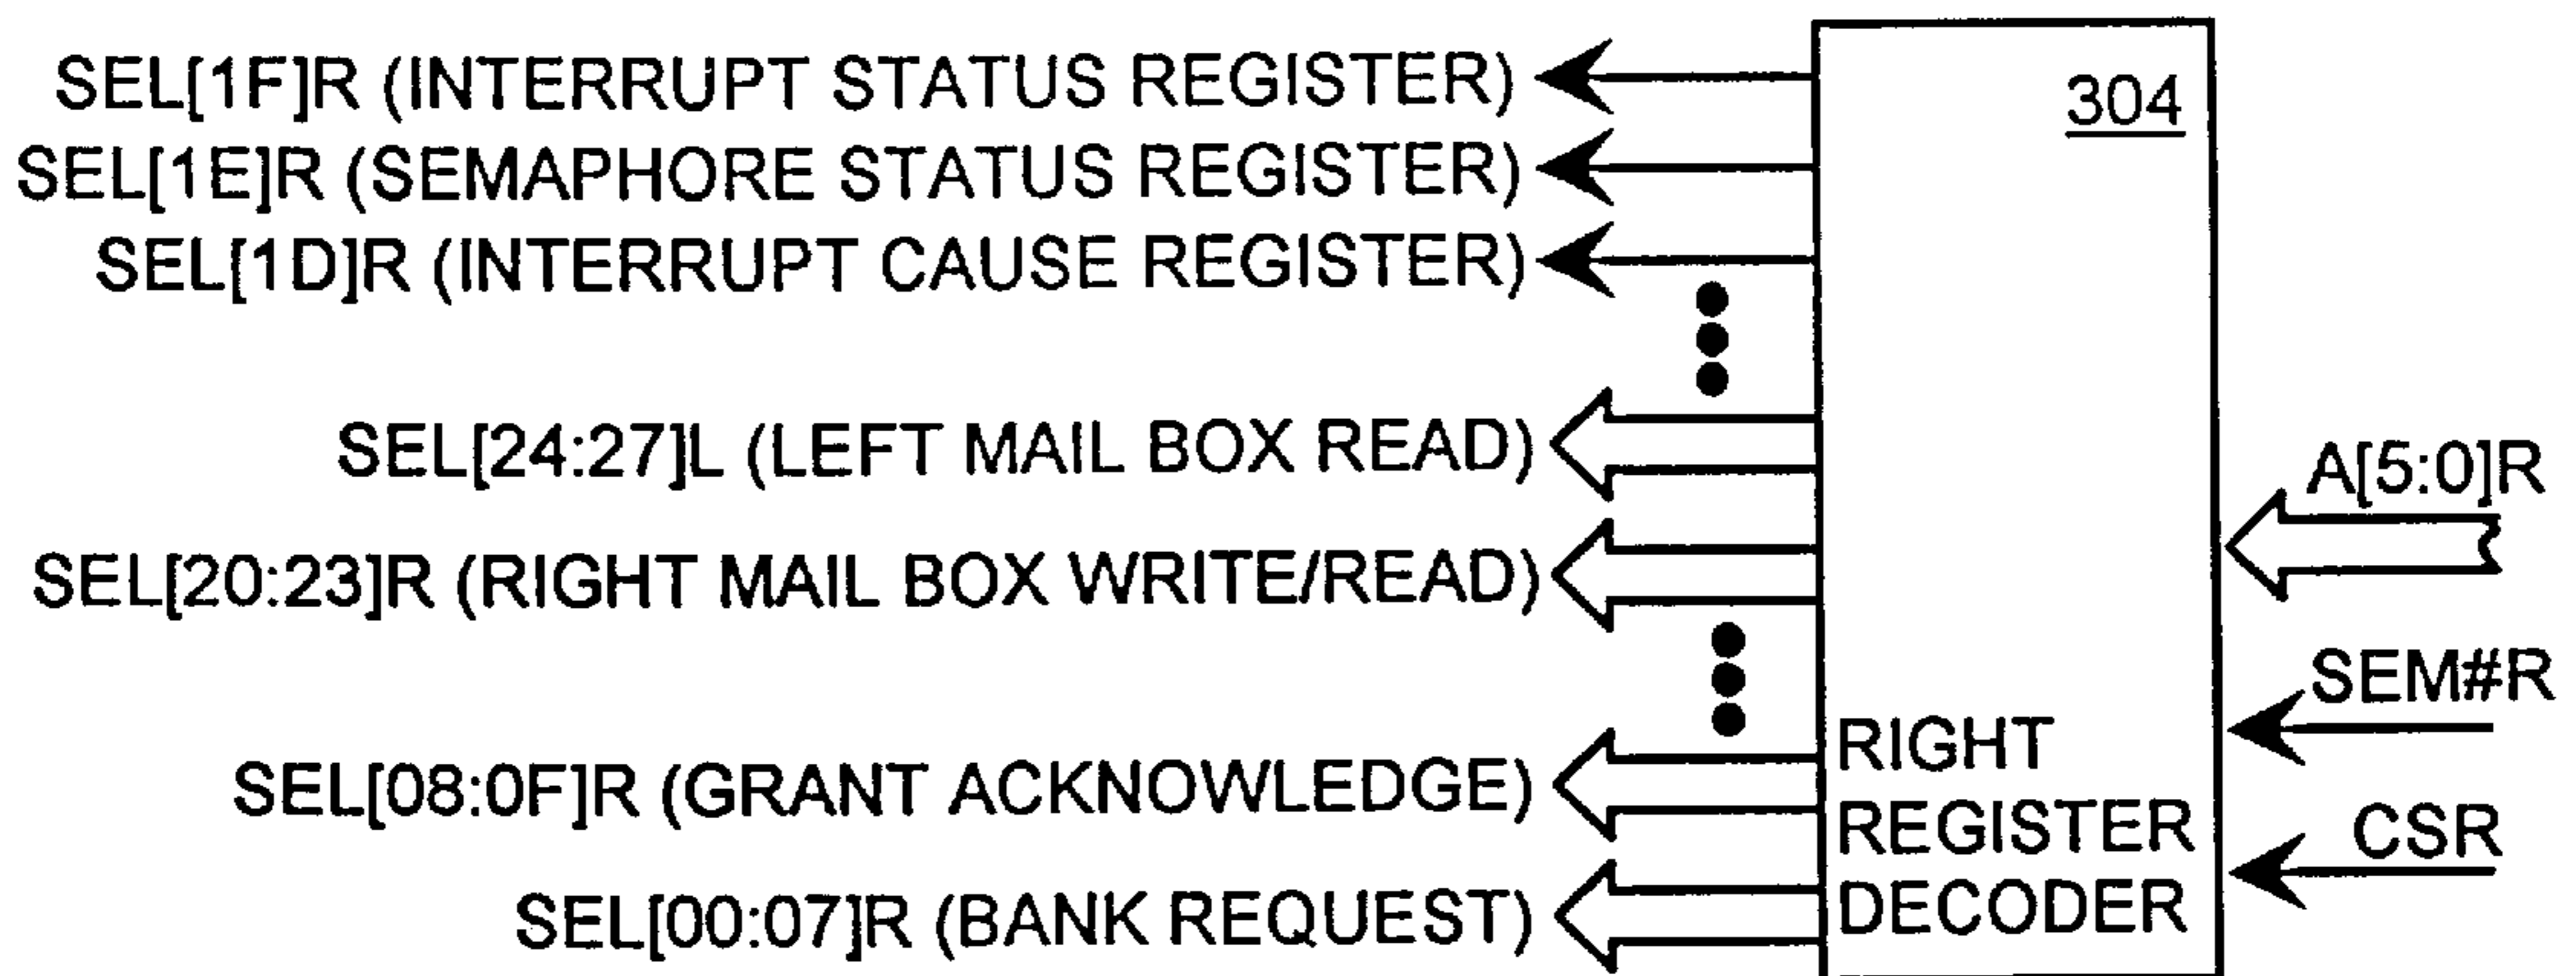 SEL[1F]R (INTERRUPT STATUS REGISTER)
304
SEL[1E]R (SEMAPHORE STATUS REGISTER)
SEL[1D]R (INTERRUPT CAUSE REGISTER)
SEL[24:27]L (LEFT MAIL BOX READ)
A[5:0]R
SEL[20:23]R (RIGHT MAIL BOX WRITE/READ)
SEM#R
SEL[08:0F]R (GRANT ACKNOWLEDGE)
CSR
SEL[00:07]R (BANK REQUEST)
RIGHT
REGISTER
DECODER